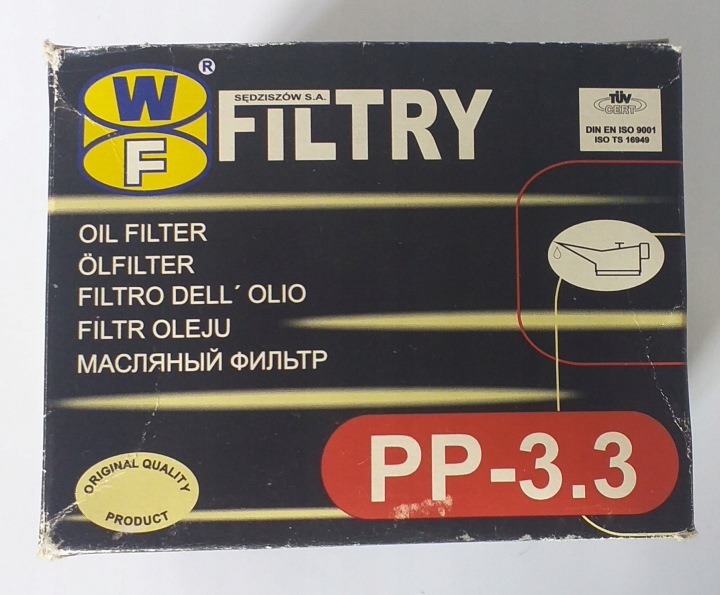 WF®
SĘDZISZÓW S.A.
FILTRY
TÜV
CERT
DIN EN ISO 9001
ISO TS 16949
OIL FILTER
ÖLFILTER
FILTRO DELL´ OLIO
FILTR OLEJU
МАСЛЯНЫЙ ФИЛЬТР
PP-3.3
ORIGINAL QUALITY
PRODUCT